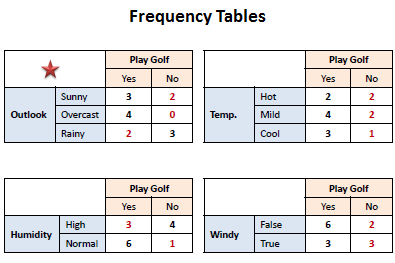 Frequency Tables
Play Golf
Yes No
Outlook Sunny 3 2
Overcast 4 0
Rainy 2 3
Play Golf
Yes No
Temp. Hot 2 2
Mild 4 2
Cool 3 1
Play Golf
Yes No
Humidity High 3 4
Normal 6 1
Play Golf
Yes No
Windy False 6 2
True 3 3